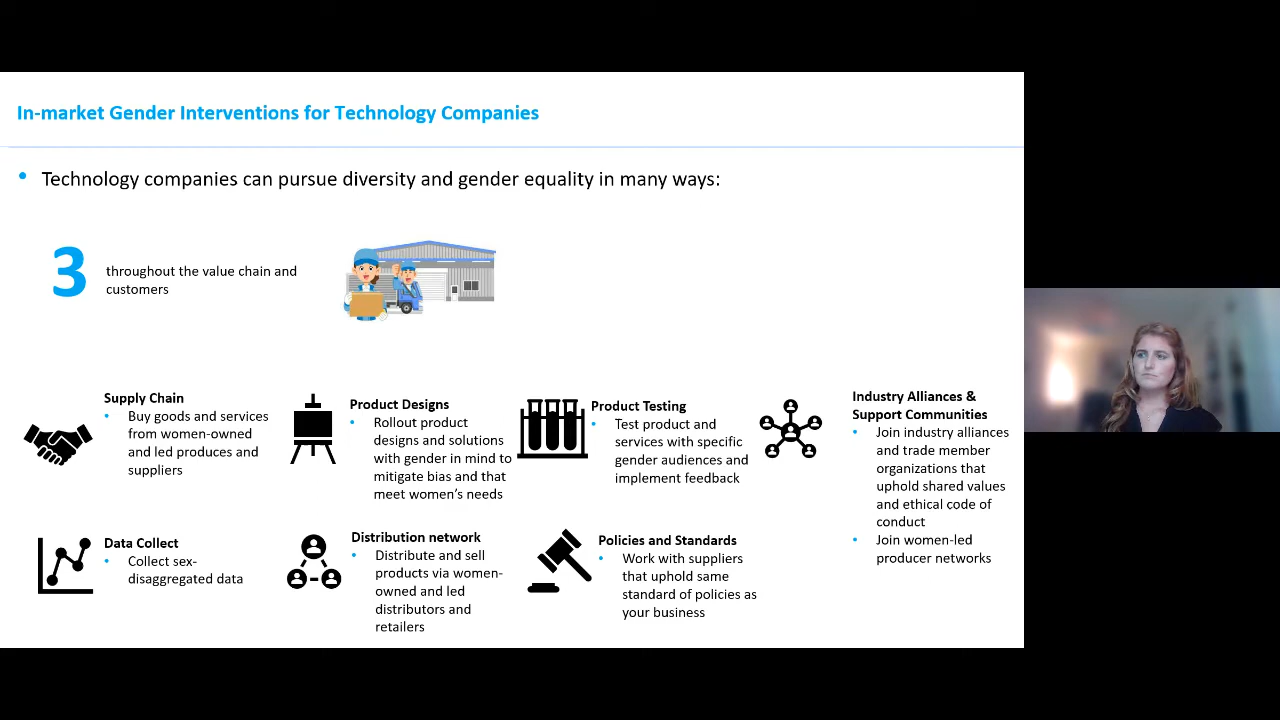 In-market Gender Interventions for Technology Companies
• Technology companies can pursue diversity and gender equality in many ways:
3
throughout the value chain and
customers
Supply Chain
• Buy goods and services
from women-owned
and led produces and
suppliers
Product Designs
• Rollout product
designs and solutions
with gender in mind to
mitigate bias and that
meet women's needs
Product Testing
• Test product and
services with specific
gender audiences and
implement feedback
Industry Alliances &
Support Communities
• Join industry alliances
and trade member
organizations that
uphold shared values
and ethical code of
conduct
• Join women-led
producer networks
Data Collect
• Collect sex-
disaggregated data
Distribution network
• Distribute and sell
products via women-
owned and led
distributors and
retailers
Policies and Standards
• Work with suppliers
that uphold same
standard of policies as
your business